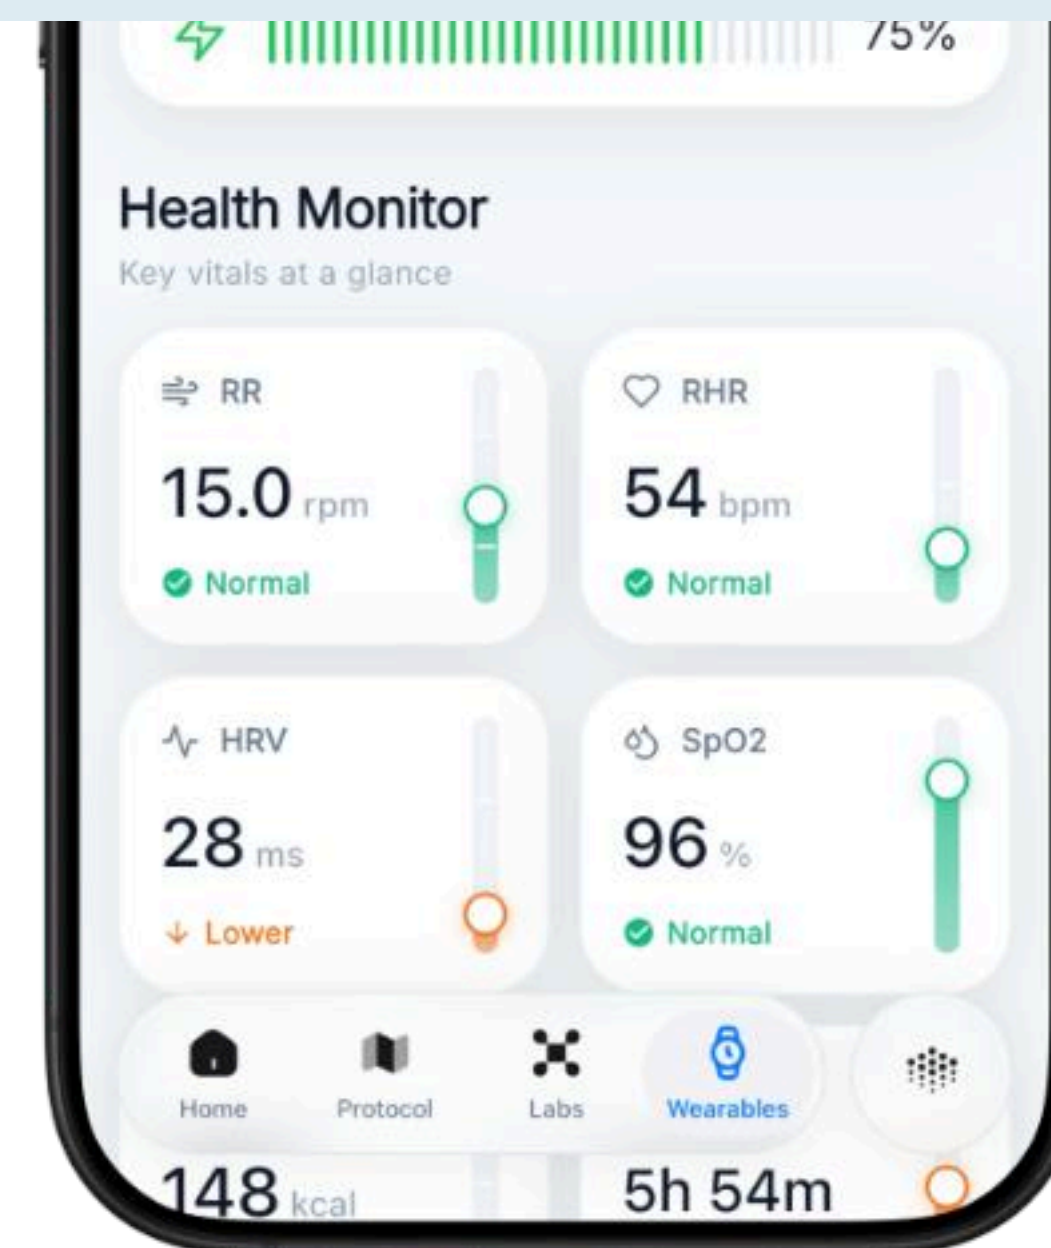 75%
Health Monitor
Key vitals at a glance
RR
15.0 rpm
Normal
RHR
54 bpm
Normal
HRV
28 ms
Lower
SpO2
96 %
Normal
Home
Protocol
Labs
Wearables
148 kcal
5h 54m